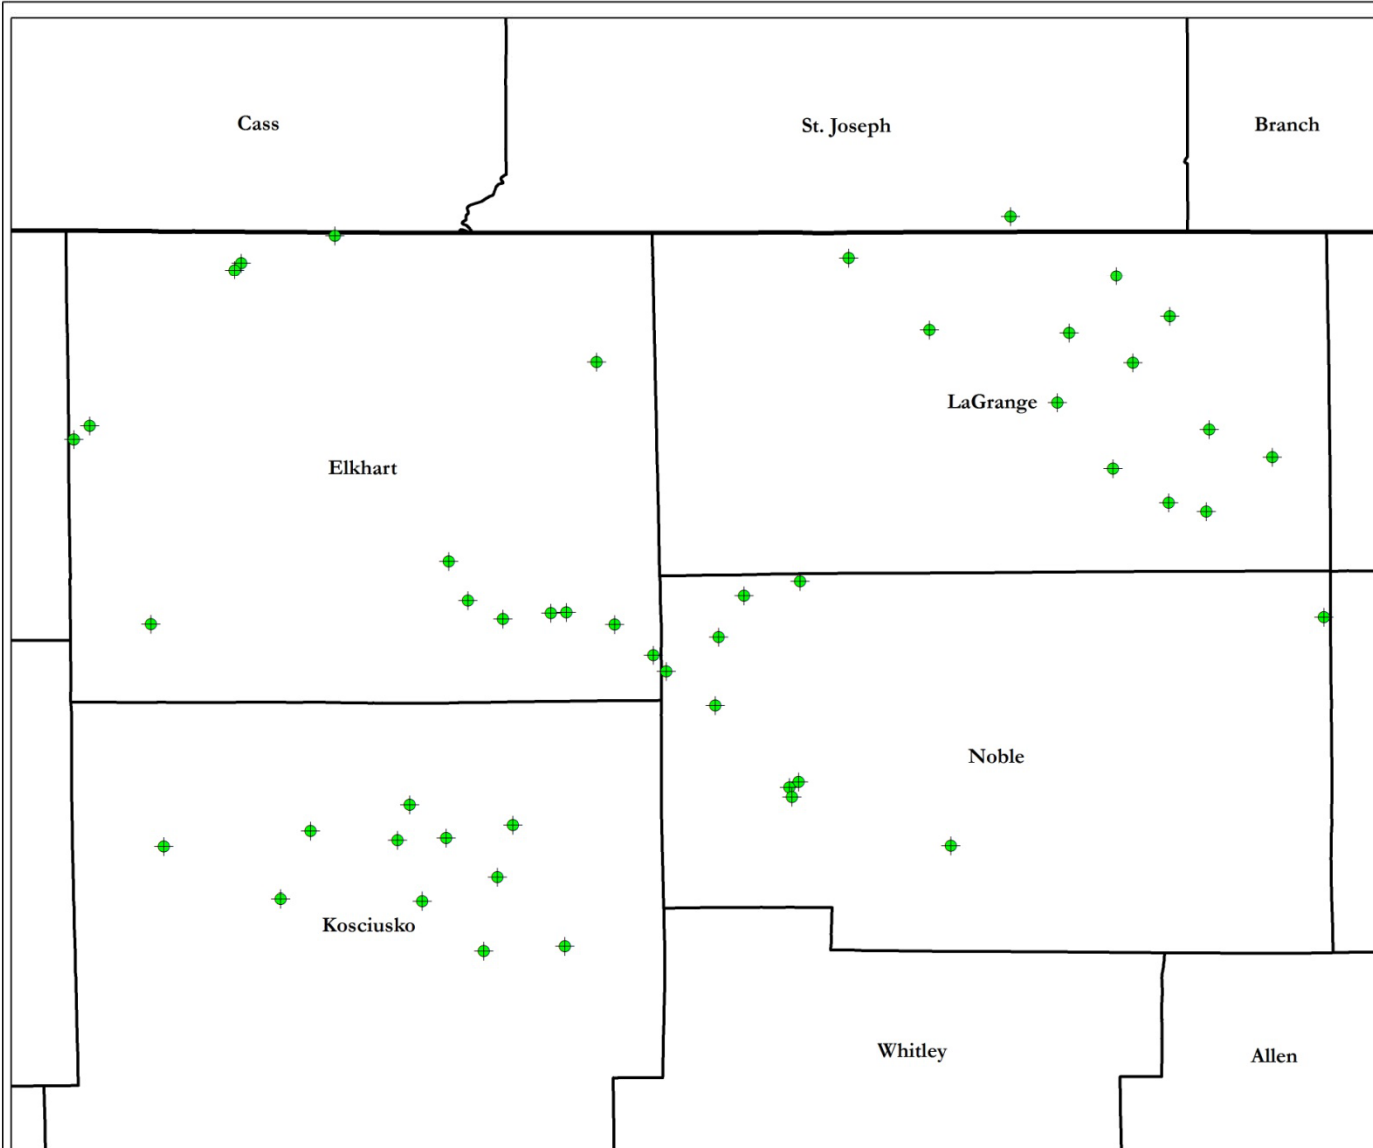 Cass
St. Joseph
Branch
LaGrange
Elkhart
Noble
Kosciusko
Whitley
Allen